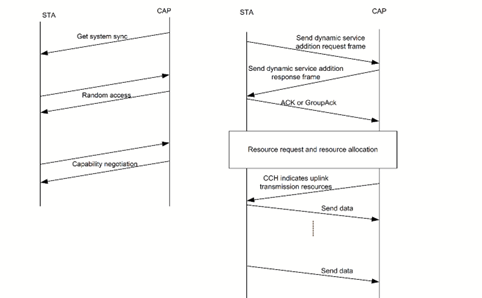 STA
CAP
Get system sync
Random access
Capability negotiation
STA
CAP
Send dynamic service
addition request frame
Send dynamic service addition
response frame
ACK or GroupAck
Resource request and resource allocation
CCH indicates uplink
transmission resources
Send data
Send data